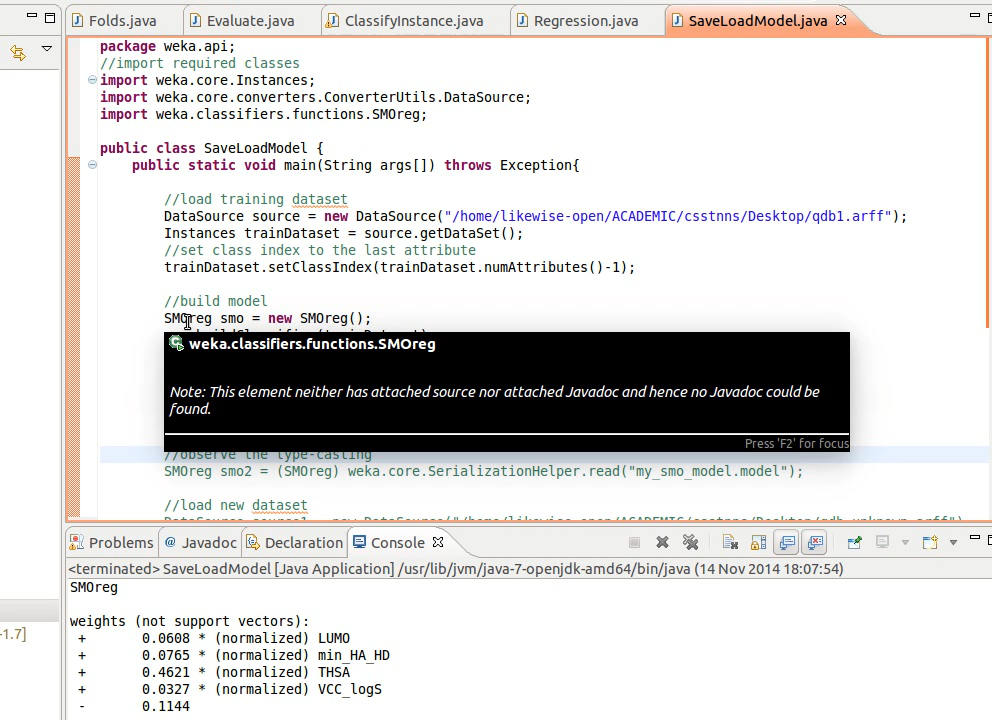 Folds.java
Evaluate.java
ClassifyInstance.java
Regression.java
SaveLoadModel.java
package weka.api;
//import required classes
import weka.core.Instances;
import weka.core.converters.ConverterUtils.DataSource;
import weka.classifiers.functions.SMOreg;
public class SaveLoadModel {
public static void main(String args[]) throws Exception{
//load training dataset
DataSource source = new DataSource("/home/likewise-open/ACADEMIC/csstnns/Desktop/qdb1.arff");
Instances trainDataset = source.getDataSet();
//set class index to the last attribute
trainDataset.setClassIndex(trainDataset.numAttributes()-1);
//build model
SMOreg smo = new SMOreg();
weka.classifiers.functions.SMOreg
Note: This element neither has attached source nor attached Javadoc and hence no Javadoc could be
found.
Press 'F2' for focus
//observe the type-casting
SMOreg smo2 = (SMOreg) weka.core.SerializationHelper.read("my_smo_model.model");
//load new dataset
Problems
Javadoc
Declaration
Console
<terminated> SaveLoadModel [Java Application] /usr/lib/jvm/java-7-openjdk-amd64/bin/java (14 Nov 2014 18:07:54)
SMOreg
weights (not support vectors):
+ 0.0608 * (normalized) LUMO
-1.7]
+ 0.0765 * (normalized) min_HA_HD
+ 0.4621 * (normalized) THSA
+ 0.0327 * (normalized) VCC_logS
- 0.1144